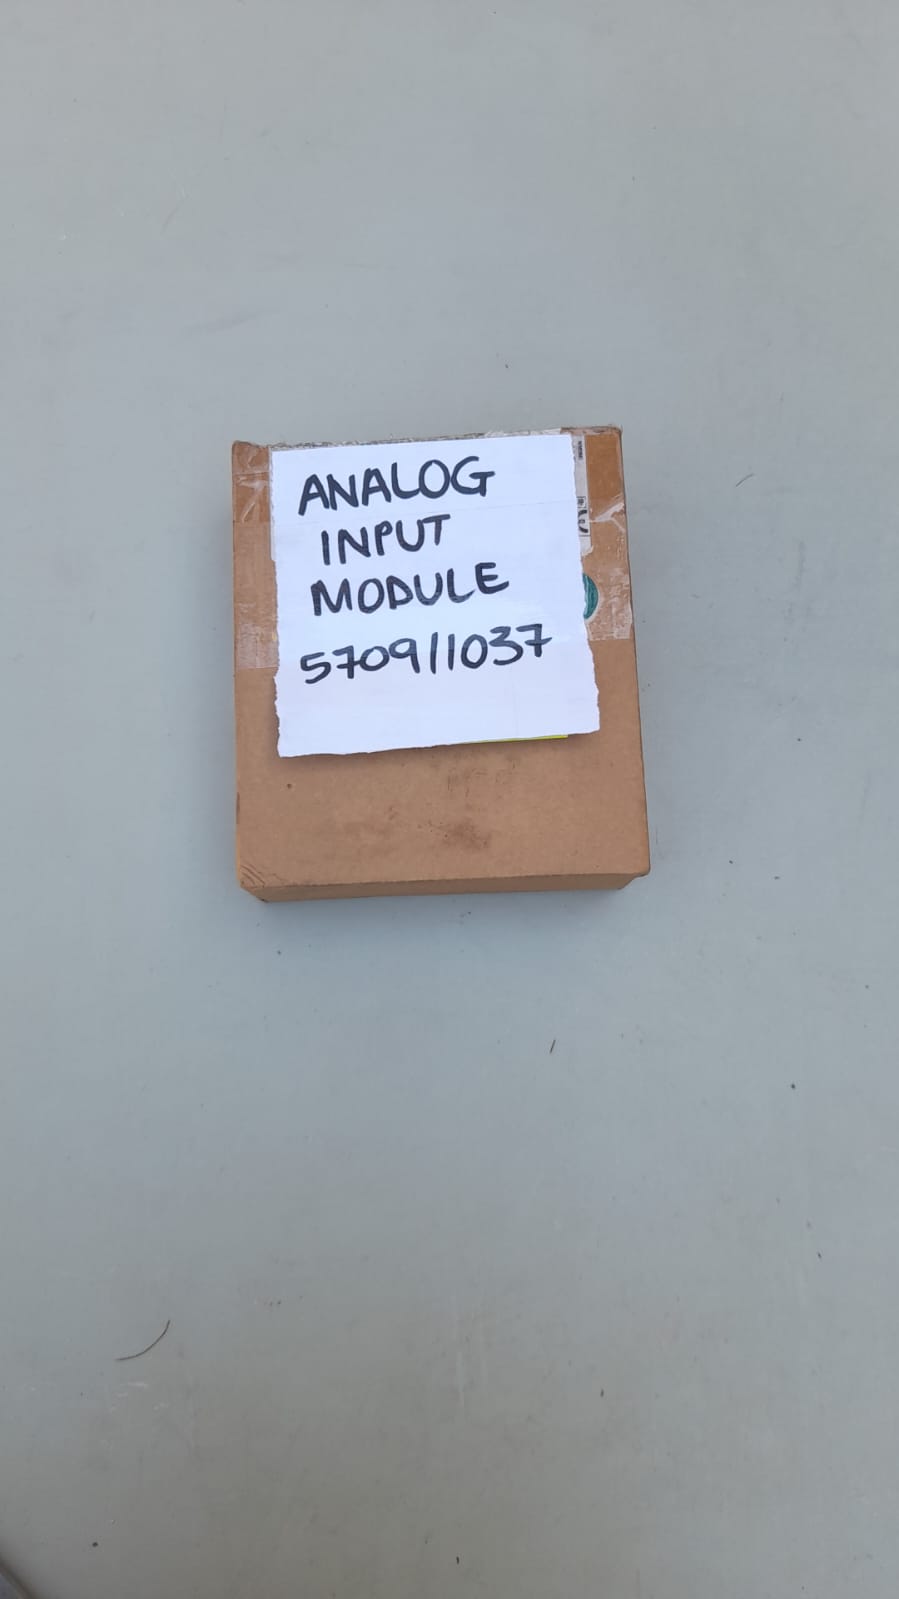 ANALOG
INPUT
MODULE
5709/1037